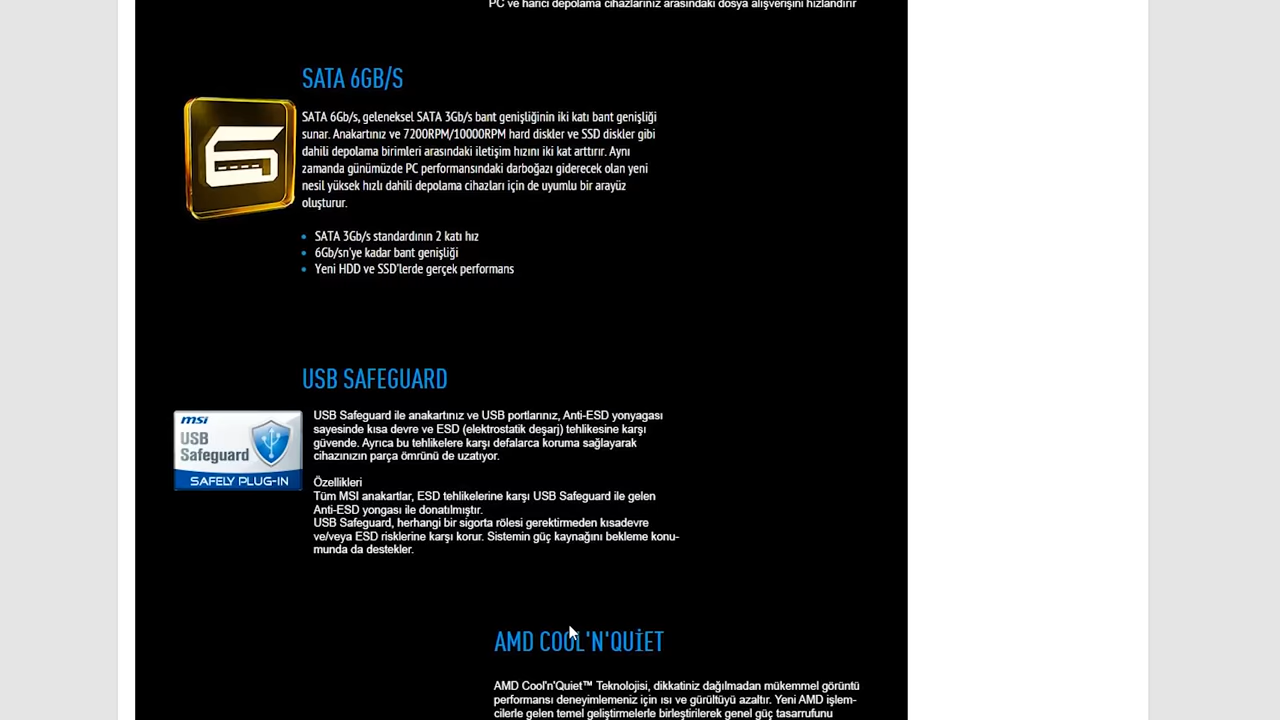 PC ve harici depolama cihazlarınız arasındaki dosya alışverişini hızlandırır
SATA 6GB/S
SATA 6Gb/s, geleneksel SATA 3Gb/s bant genişliğinin iki katı bant genişliği
sunar. Anakartınız ve 7200RPM/10000RPM hard diskler ve SSD diskler gibi
dahili depolama birimleri arasındaki iletişim hızını iki kat arttırır. Aynı
zamanda günümüzde PC performansındaki darboğazı giderecek olan yeni
nesil yüksek hızlı dahili depolama cihazları için de uyumlu bir arayüz
oluşturur.
• SATA 3Gb/s standardının 2 katı hız
• 6Gb/sn'ye kadar bant genişliği
• Yeni HDD ve SSD'lerde gerçek performans
USB SAFEGUARD
msi
USB
Safeguard
SAFELY PLUG-IN
USB Safeguard ile anakartınız ve USB portlarınız, Anti-ESD yonyagası
sayesinde kısa devre ve ESD (elektrostatik deşarj) tehlikesine karşı
güvende. Ayrıca bu tehlikelere karşı defalarca koruma sağlayarak
cihazınızın parça ömrünü de uzatıyor.
Özellikleri
Tüm MSI anakartlar, ESD tehlikelerine karşı USB Safeguard ile gelen
Anti-ESD yongası ile donatılmıştır.
USB Safeguard, herhangi bir sigorta rölesi gerektirmeden kısadevre
ve/veya ESD risklerine karşı korur. Sistemin güç kaynağını bekleme konu-
munda da destekler.
AMD COOL'N'QUİET
AMD Cool'n'Quiet™ Teknolojisi, dikkatiniz dağılmadan mükemmel görüntü
performansı deneyimlemeniz için ısı ve gürültüyü azaltır. Yeni AMD işlem-
cilerle gelen temel geliştirmelerle birleştirilerek genel güç tasarrufunu